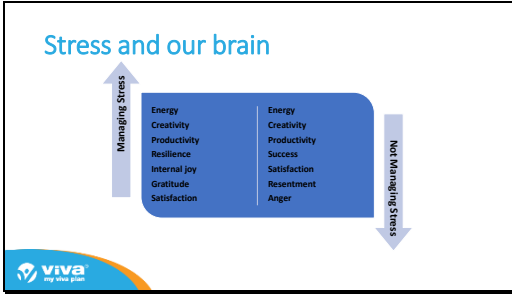 Stress and our brain
Managing Stress
Energy
Creativity
Productivity
Resilience
Internal joy
Gratitude
Satisfaction
Energy
Creativity
Productivity
Success
Satisfaction
Resentment
Anger
Not Managing Stress
viva
my viva plan